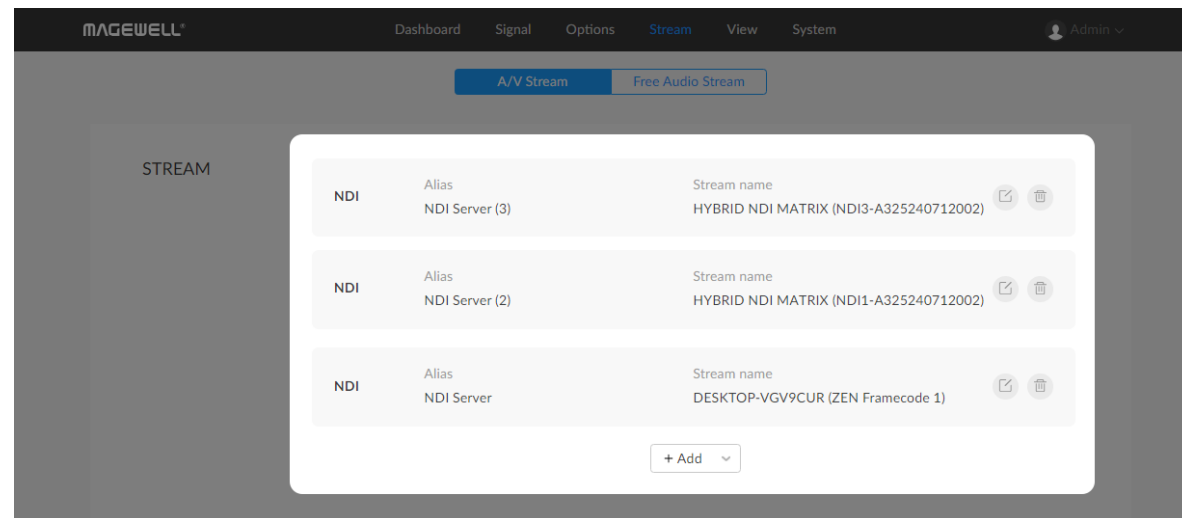 MAGEWELL®
Dashboard Signal Options Stream View System Admin
A/V Stream Free Audio Stream
STREAM
NDI
Alias
NDI Server (3)
Stream name
HYBRID NDI MATRIX (NDI3-A325240712002)
NDI
Alias
NDI Server (2)
Stream name
HYBRID NDI MATRIX (NDI1-A325240712002)
NDI
Alias
NDI Server
Stream name
DESKTOP-VGV9CUR (ZEN Framecode 1)
+ Add